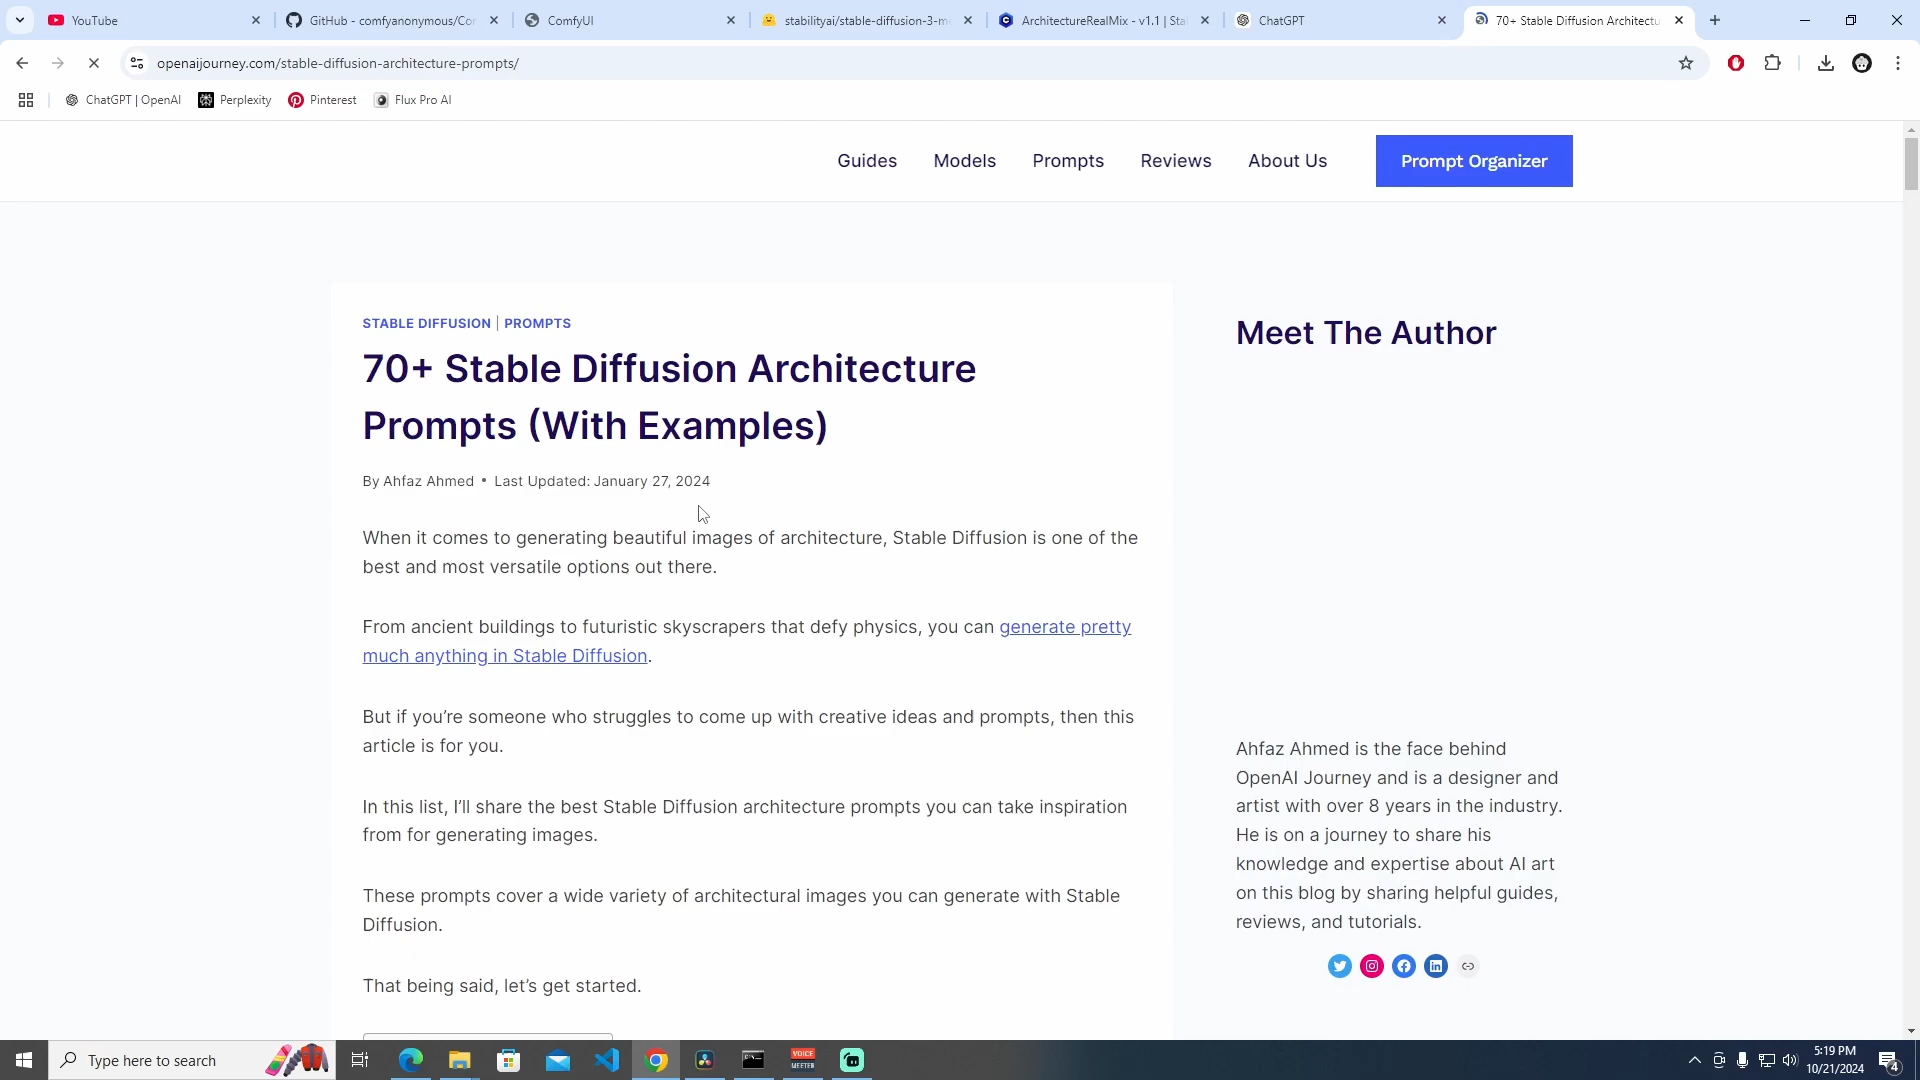 YouTube
GitHub - comfyanonymous/Con
ComfyUI
stabilityai/stable-diffusion-3-m
ArchitectureRealMix - v1.1 | Sta
ChatGPT
70+ Stable Diffusion Architectu
openaijourney.com/stable-diffusion-architecture-prompts/
ChatGPT | OpenAI
Perplexity
Pinterest
Flux Pro AI
Guides
Models
Prompts
Reviews
About Us
Prompt Organizer
STABLE DIFFUSION | PROMPTS
70+ Stable Diffusion Architecture
Prompts (With Examples)
By Ahfaz Ahmed • Last Updated: January 27, 2024
When it comes to generating beautiful images of architecture, Stable Diffusion is one of the
best and most versatile options out there.
From ancient buildings to futuristic skyscrapers that defy physics, you can generate pretty
much anything in Stable Diffusion.
But if you’re someone who struggles to come up with creative ideas and prompts, then this
article is for you.
In this list, I’ll share the best Stable Diffusion architecture prompts you can take inspiration
from for generating images.
These prompts cover a wide variety of architectural images you can generate with Stable
Diffusion.
That being said, let’s get started.
Meet The Author
Ahfaz Ahmed is the face behind
OpenAI Journey and is a designer and
artist with over 8 years in the industry.
He is on a journey to share his
knowledge and expertise about AI art
on this blog by sharing helpful guides,
reviews, and tutorials.
Type here to search
VOICE
MEETER
5:19 PM
10/21/2024
4